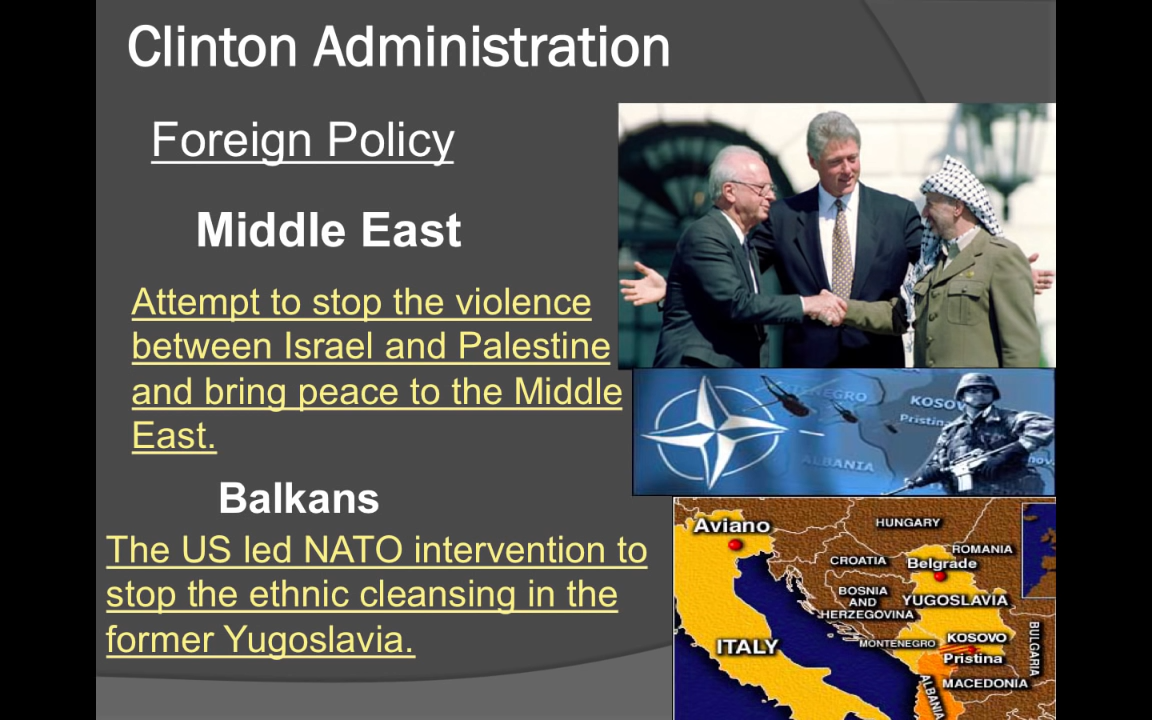 Clinton Administration
Foreign Policy
Middle East
Attempt to stop the violence
between Israel and Palestine
and bring peace to the Middle
East.
Balkans
The US led NATO intervention to
stop the ethnic cleansing in the
former Yugoslavia.
KOSOV
Pristin
ALBANIA
Aviano
HUNGARY
CROATIA
ROMANIA
Belgrade
BOSNIA
AND
HERZEGOVINA
YUGOSLAVIA
ITALY
MONTENEGRO
KOSOVO
Pristina
BULGARIA
ALBANIA
MACEDONIA